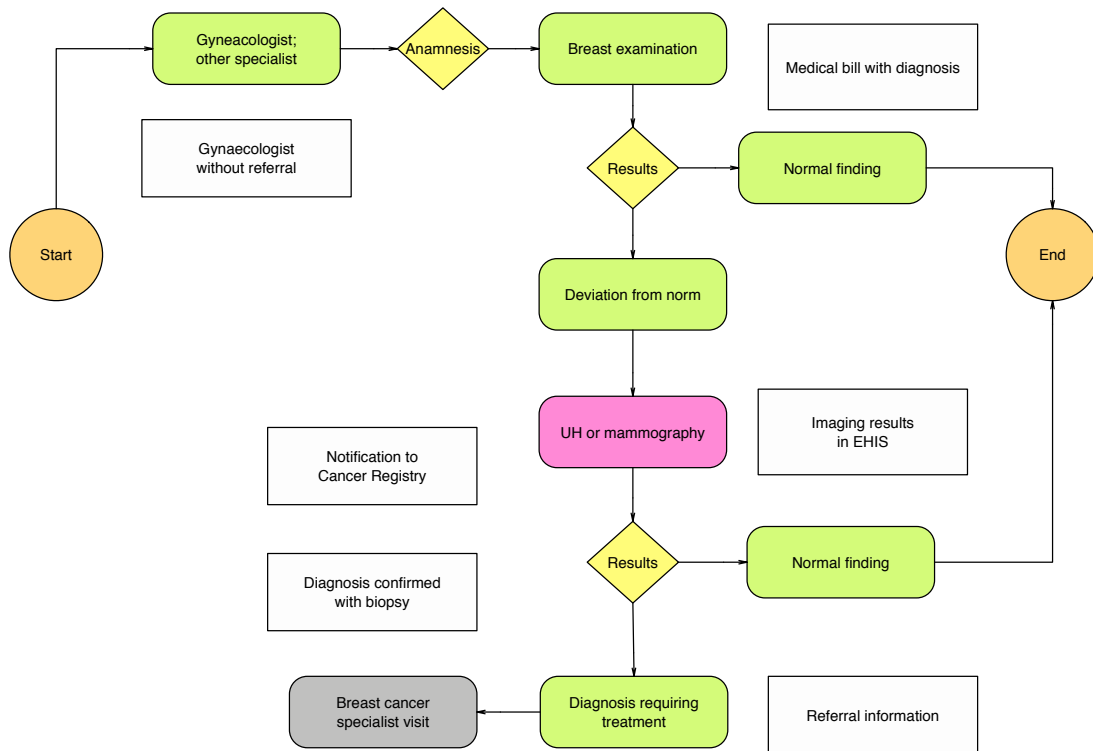 Gyneacologist;
other specialist
Anamnesis
Breast examination
Medical bill with diagnosis
Gynaecologist
without referral
Results
Normal finding
Start
End
Deviation from norm
UH or mammography
Imaging results
in EHIS
Notification to
Cancer Registry
Results
Normal finding
Diagnosis confirmed
with biopsy
Breast cancer
specialist visit
Diagnosis requiring
treatment
Referral information